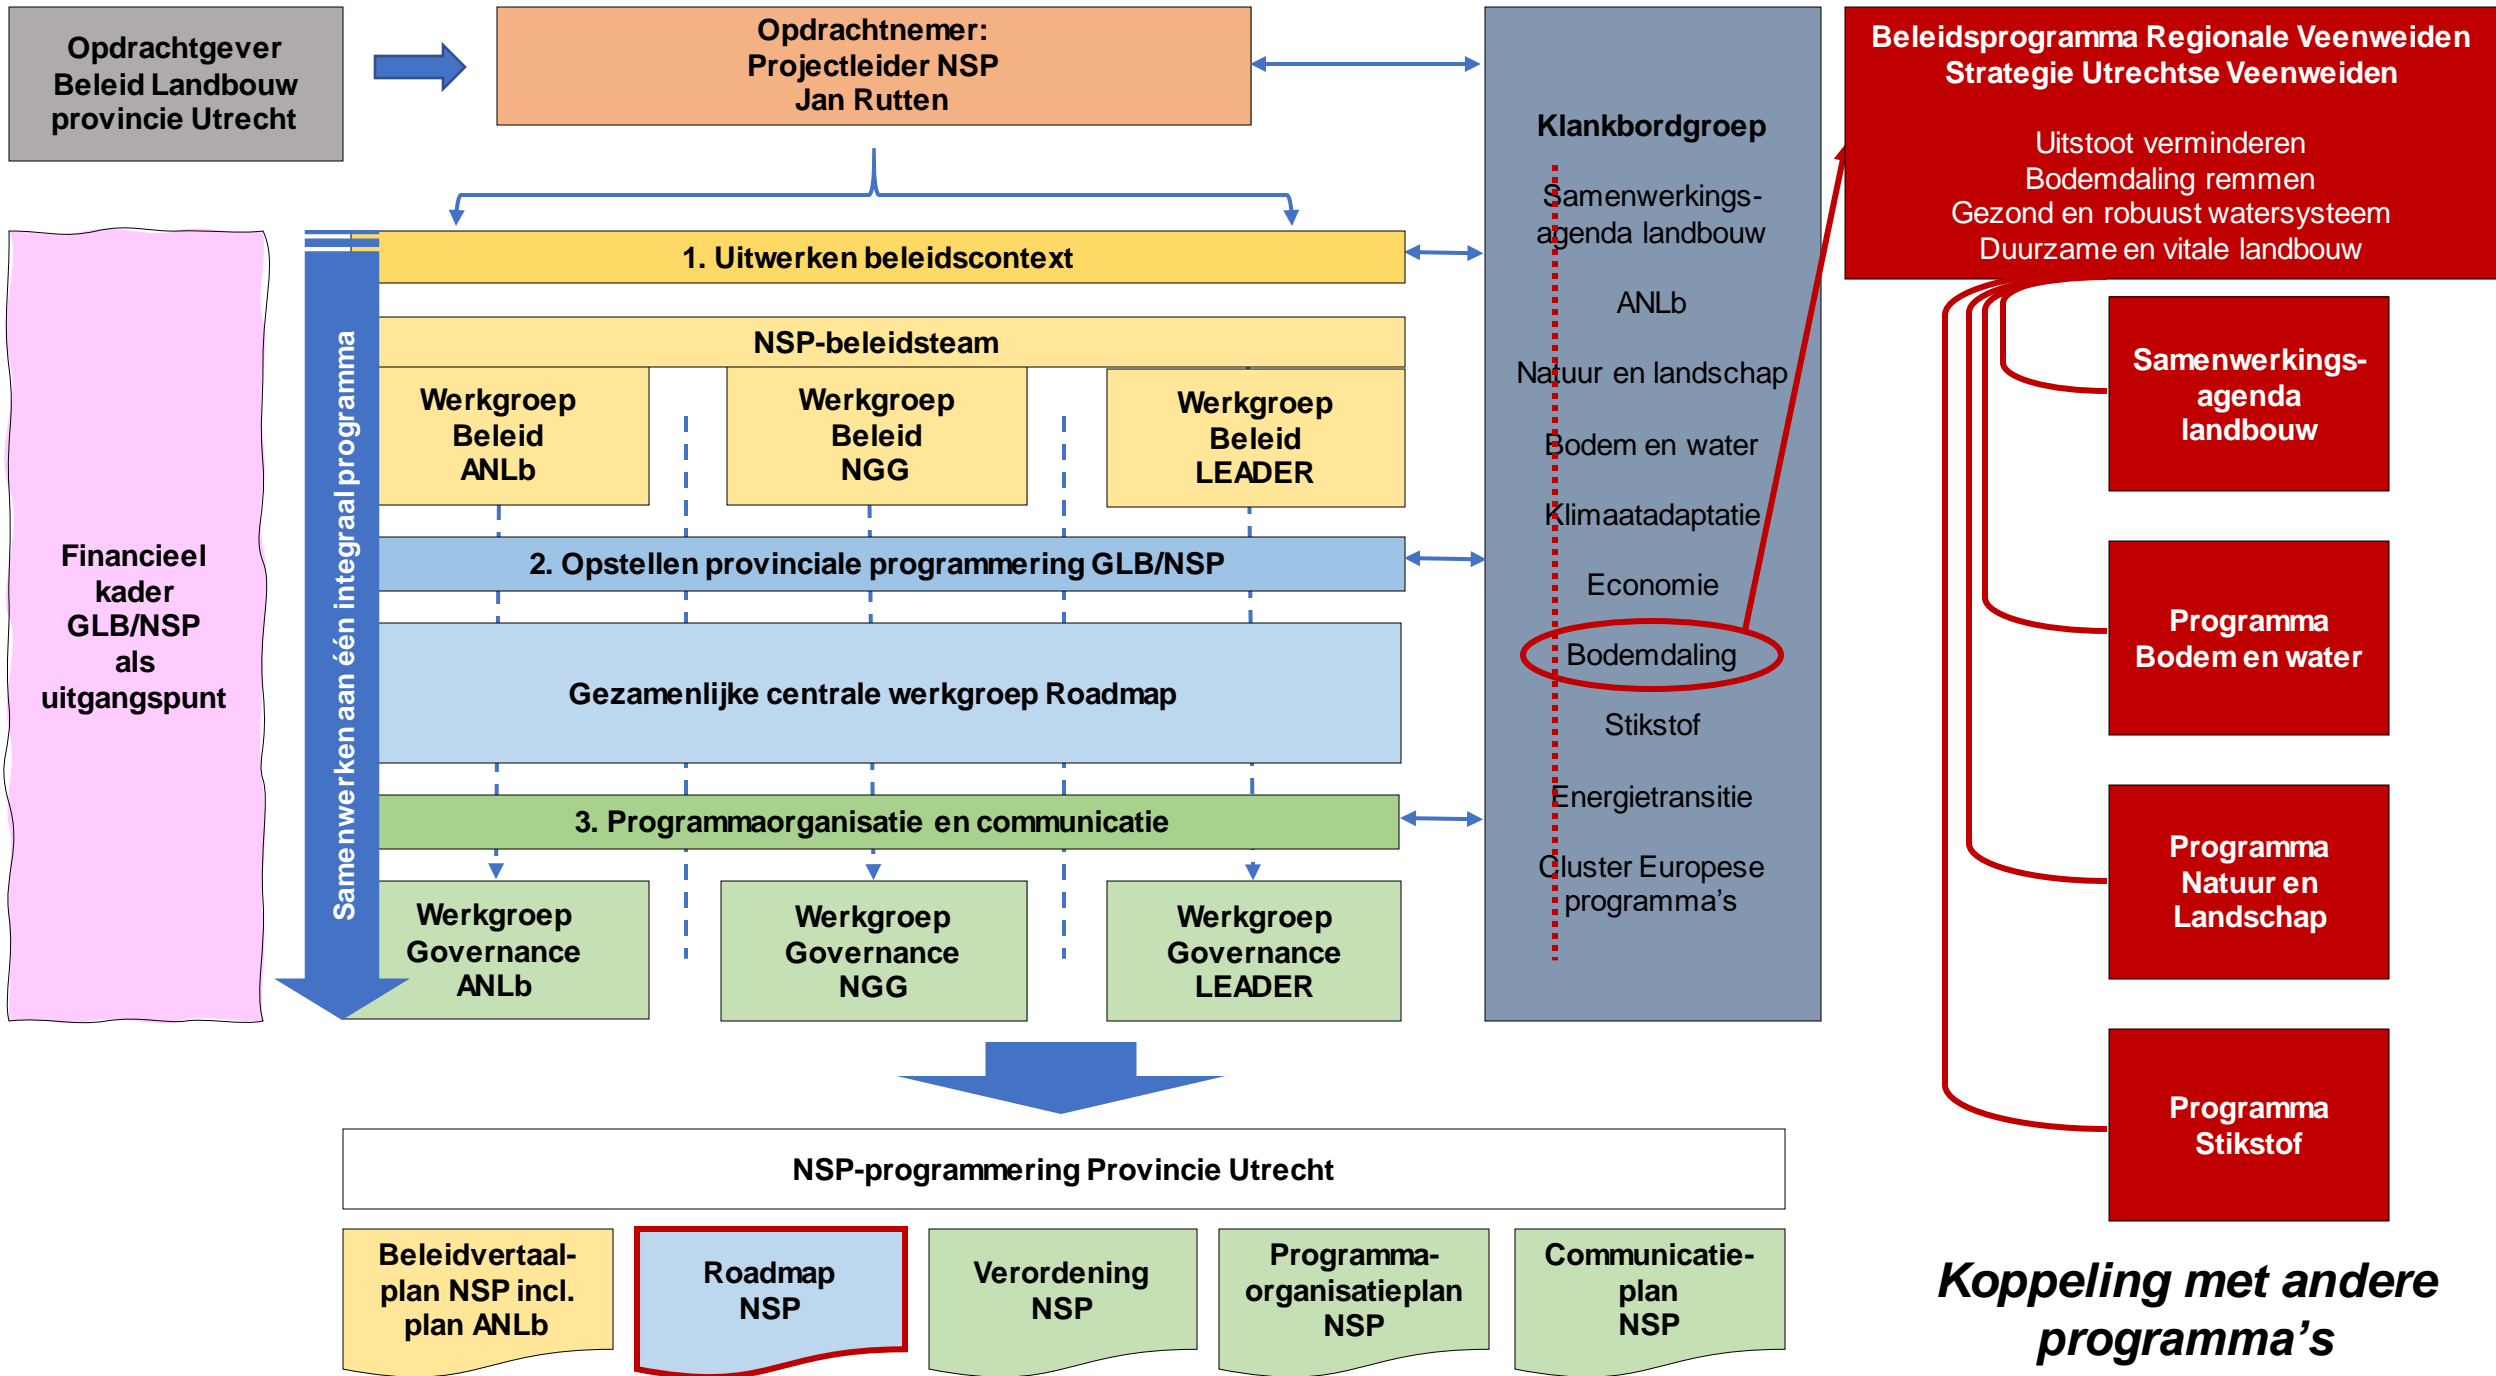 Opdrachtgever
Beleid Landbouw
provincie Utrecht
Opdrachtnemer:
Projectleider NSP
Jan Rutten
Klankbordgroep
Samenwerkings-
agenda landbouw
ANLb
Natuur en landschap
Bodem en water
Klimaatadaptatie
Economie
Bodemdaling
Stikstof
Energietransitie
Cluster Europese
programma's
Beleidsprogramma Regionale Veenweiden
Strategie Utrechtse Veenweiden
Uitstoot verminderen
Bodemdaling remmen
Gezond en robuust watersysteem
Duurzame en vitale landbouw
Financieel
kader
GLB/NSP
als
uitgangspunt
Samenwerken aan één integraal programma
1. Uitwerken beleidscontext
NSP-beleidsteam
Werkgroep
Beleid
ANLb
Werkgroep
Beleid
NGG
Werkgroep
Beleid
LEADER
2. Opstellen provinciale programmering GLB/NSP
Gezamenlijke centrale werkgroep Roadmap
3. Programmaorganisatie en communicatie
Werkgroep
Governance
ANLb
Werkgroep
Governance
NGG
Werkgroep
Governance
LEADER
Samenwerkings-
agenda
landbouw
Programma
Bodem en water
Programma
Natuur en
Landschap
Programma
Stikstof
NSP-programmering Provincie Utrecht
Beleidvertaal-
plan NSP incl.
plan ANLb
Roadmap
NSP
Verordening
NSP
Programma-
organisatieplan
NSP
Communicatie-
plan
NSP
Koppeling met andere
programma's